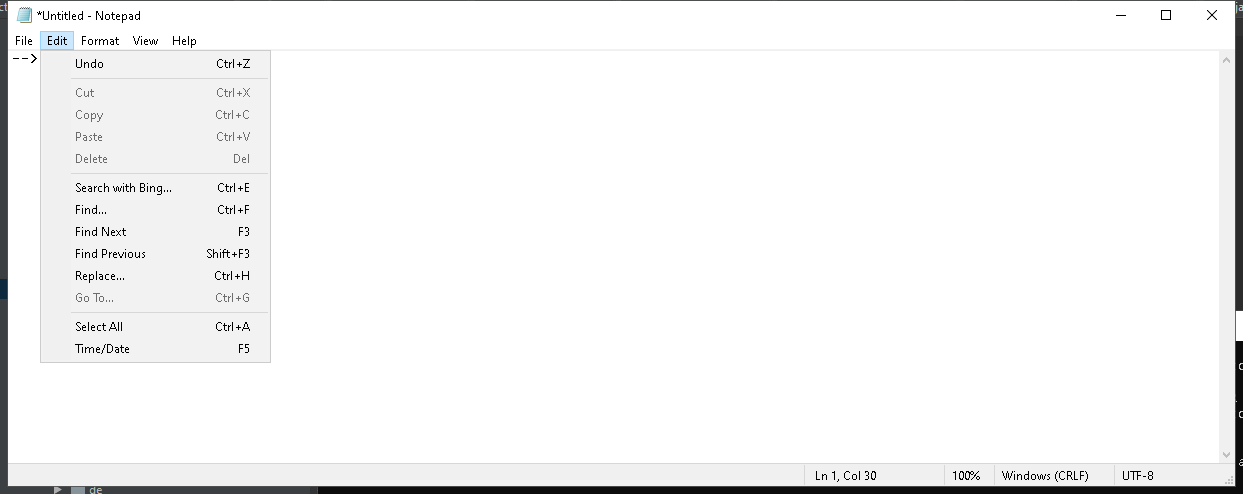 *Untitled - Notepad
File Edit Format View Help
-->
Undo Ctrl+Z
Cut Ctrl+X
Copy Ctrl+C
Paste Ctrl+V
Delete Del
Search with Bing... Ctrl+E
Find... Ctrl+F
Find Next F3
Find Previous Shift+F3
Replace... Ctrl+H
Go To... Ctrl+G
Select All Ctrl+A
Time/Date F5
Ln 1, Col 30 100% Windows (CRLF) UTF-8
de